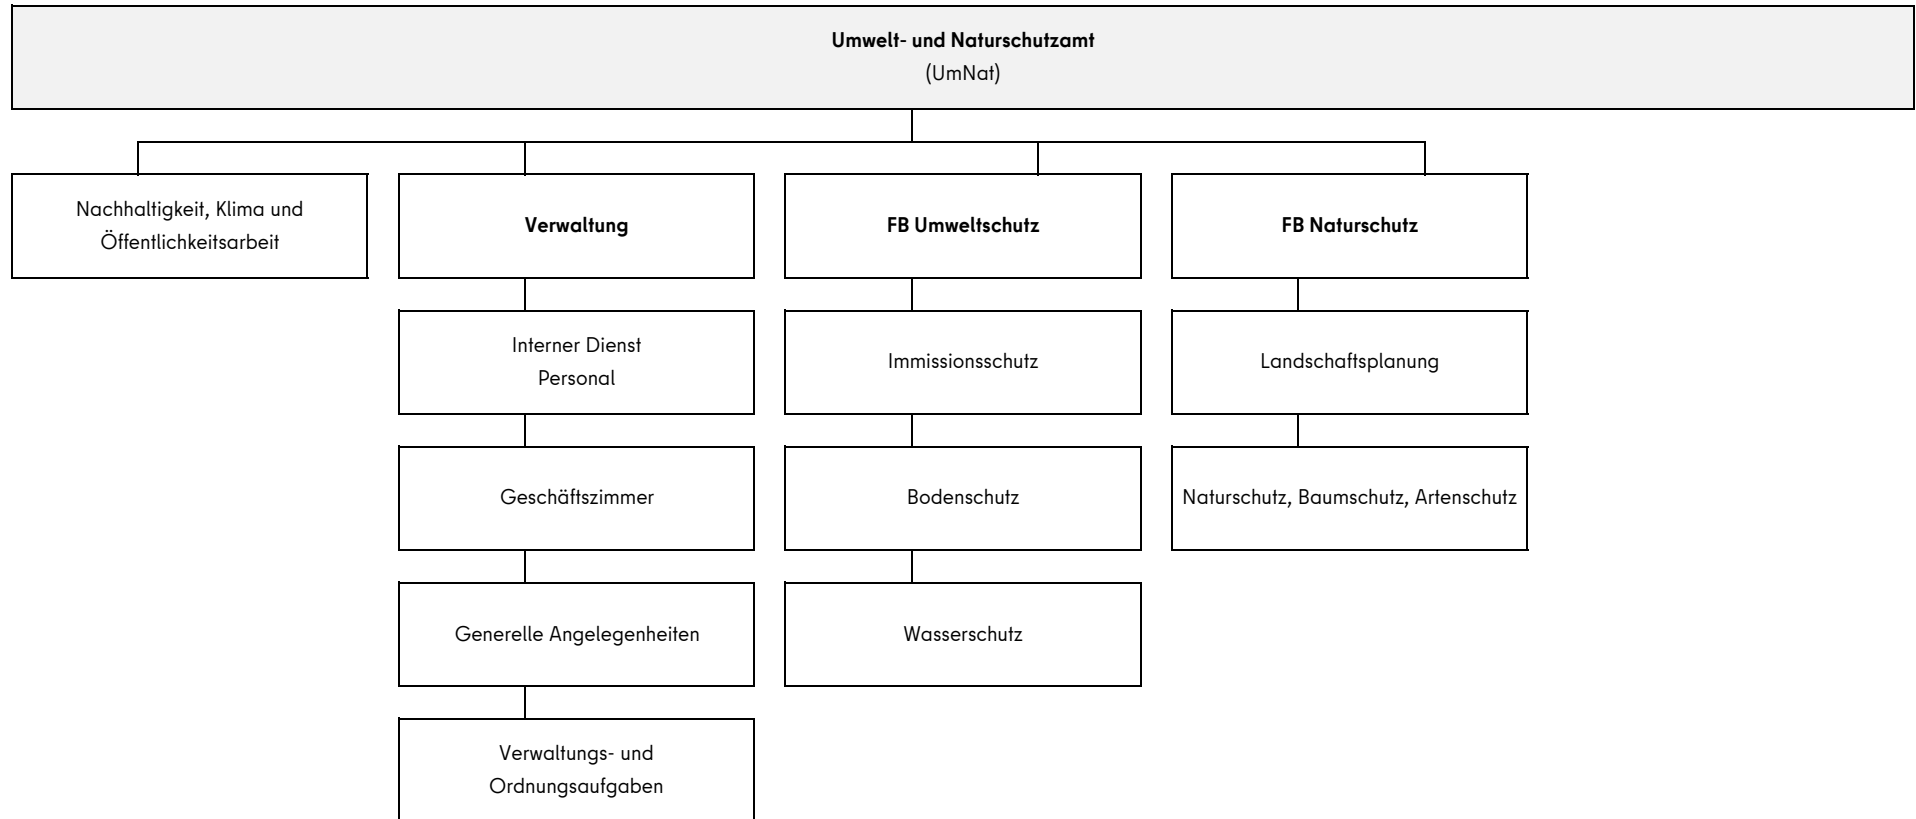 Umwelt- und Naturschutzamt
(UmNat)
Nachhaltigkeit, Klima und
Öffentlichkeitsarbeit
Verwaltung
FB Umweltschutz
FB Naturschutz
Interner Dienst
Personal
Immissionsschutz
Landschaftsplanung
Geschäftszimmer
Bodenschutz
Naturschutz, Baumschutz, Artenschutz
Generelle Angelegenheiten
Wasserschutz
Verwaltungs- und
Ordnungsaufgaben